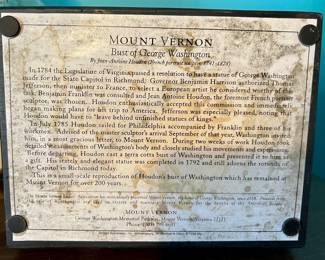 MOUNT VERNON
Bust of George Washington
By Jean-Antoine Houdon (French portrait sculptor, 1741-1828)
In 1784 the Legislature of Virginia passed a resolution to have a statue of George Washington
made for the State Capitol in Richmond. Governor Benjamin Harrison authorized Thomas
Jefferson, then minister to France, to select a European artist he considered worthy of this
task. Benjamin Franklin was consulted and Jean Antoine Houdon, the foremost French portrait
sculptor, was chosen. Houdon enthusiastically accepted this commission and immediately
began making plans for a trip to America. Jefferson was especially pleased, noting that
Houdon would have to "leave behind unfinished statues of kings."
In July 1785 Houdon sailed for Philadelphia accompanied by Franklin and three of his
workmen. Advised of the master sculptor's arrival September of that year, Washington invited
him, in a most gracious letter, to Mount Vernon. During two weeks of work Houdon took
detailed measurements of Washington's body and closely studied his movements and expressions.
Before departing, Houdon cast a terra cotta bust of Washington and presented it to him as
a gift. His stately and elegant statue was completed in 1792 and still adorns the rotunda of
the Capitol in Richmond today.
This is a small-scale reproduction of Houdon's bust which has remained at
Mount Vernon for over 200 years.
MOUNT VERNON
George Washington Memorial Parkway, Mount Vernon, Virginia 22121